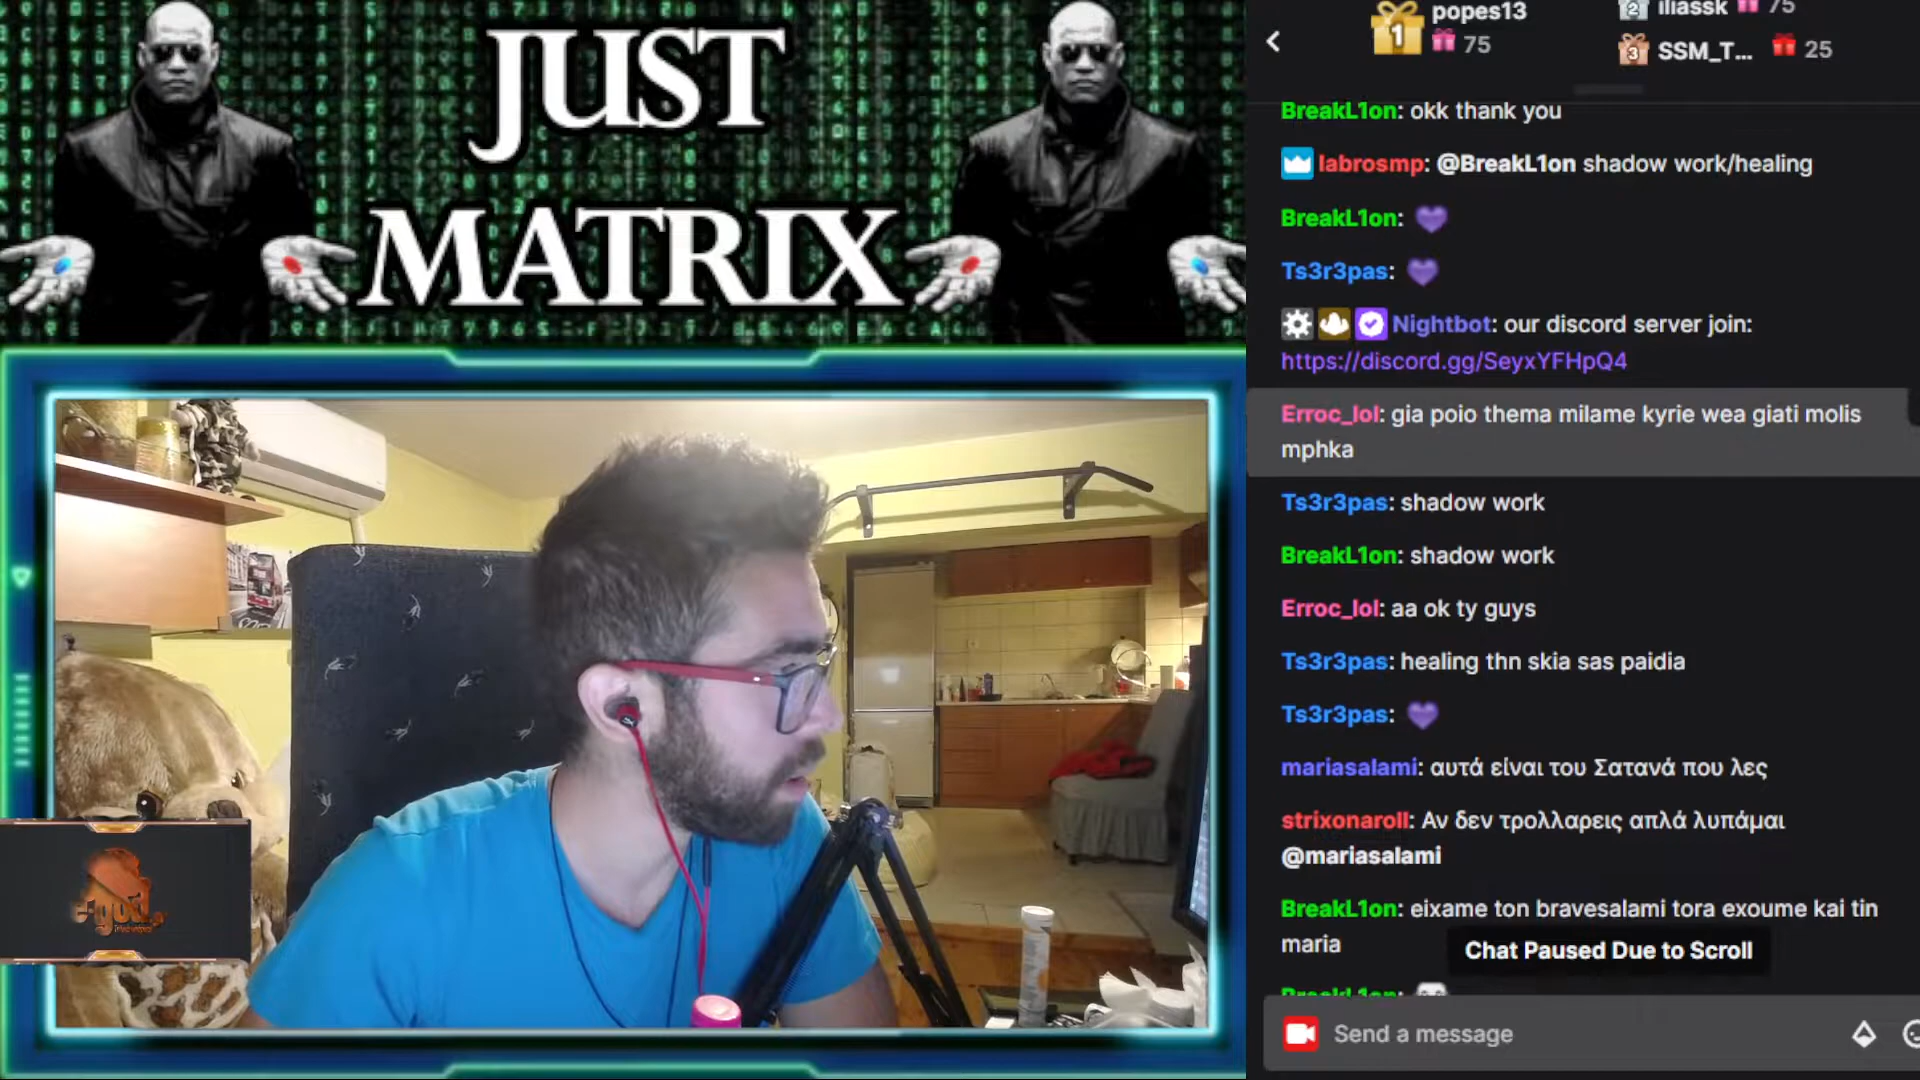 JUST
MATRIX
popes13
75
iliassk 75
SSM_T... 25
BreakL1on: okk thank you
labrosmp: @BreakL1on shadow work/healing
BreakL1on: 💜
Ts3r3pas: 💜
Nightbot: our discord server join:
https://discord.gg/SeyxYFHpQ4
Erroc_lol: gia poio thema milame kyrie wea giati molis
mphka
Ts3r3pas: shadow work
BreakL1on: shadow work
Erroc_lol: aa ok ty guys
Ts3r3pas: healing thn skia sas paidia
Ts3r3pas: 💜
mariasalami: αυτά είναι του Σατανά που λες
strixonaroll: Αν δεν τρολλαρεις απλά λυπάμαι
@mariasalami
BreakL1on: eixame ton bravesalami tora exoume kai tin
maria
Chat Paused Due to Scroll
BreakL1on:
Send a message